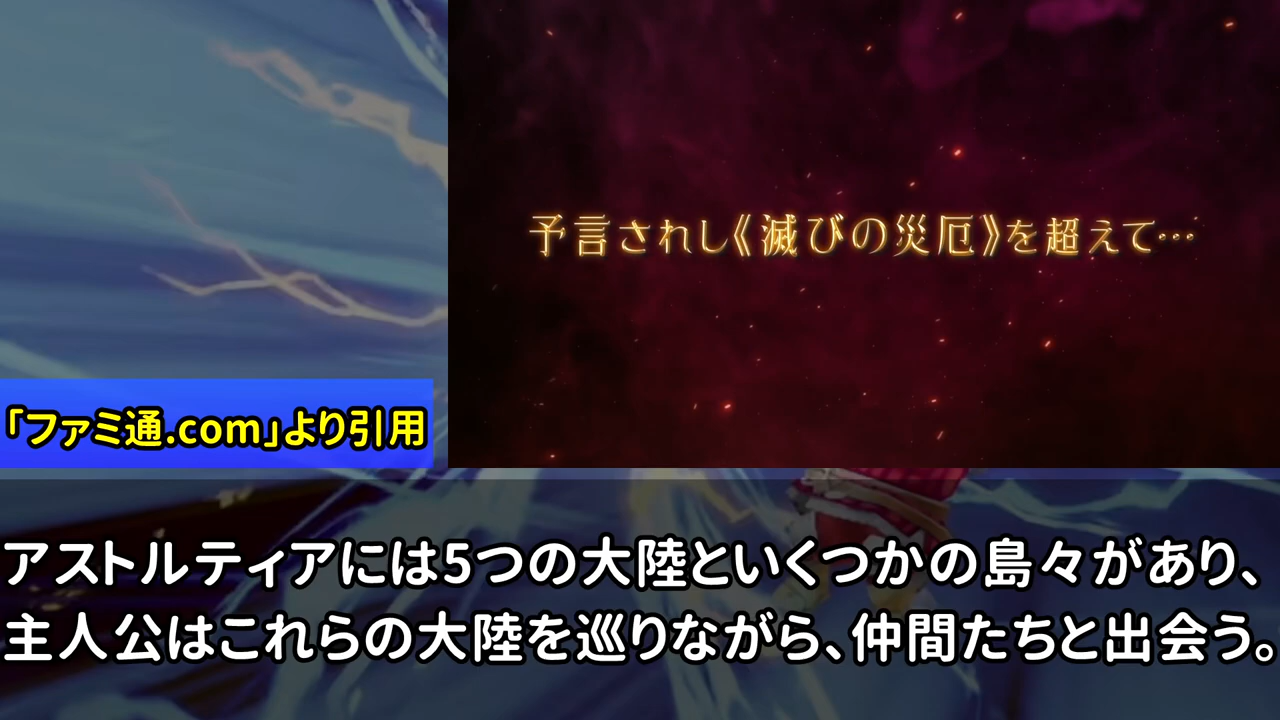 予言されし《滅びの災厄》を超えて…
「ファミ通.com」より引用
アストルティアには5つの大陸といくつかの島々があり、
主人公はこれらの大陸を巡りながら、仲間たちと出会う。